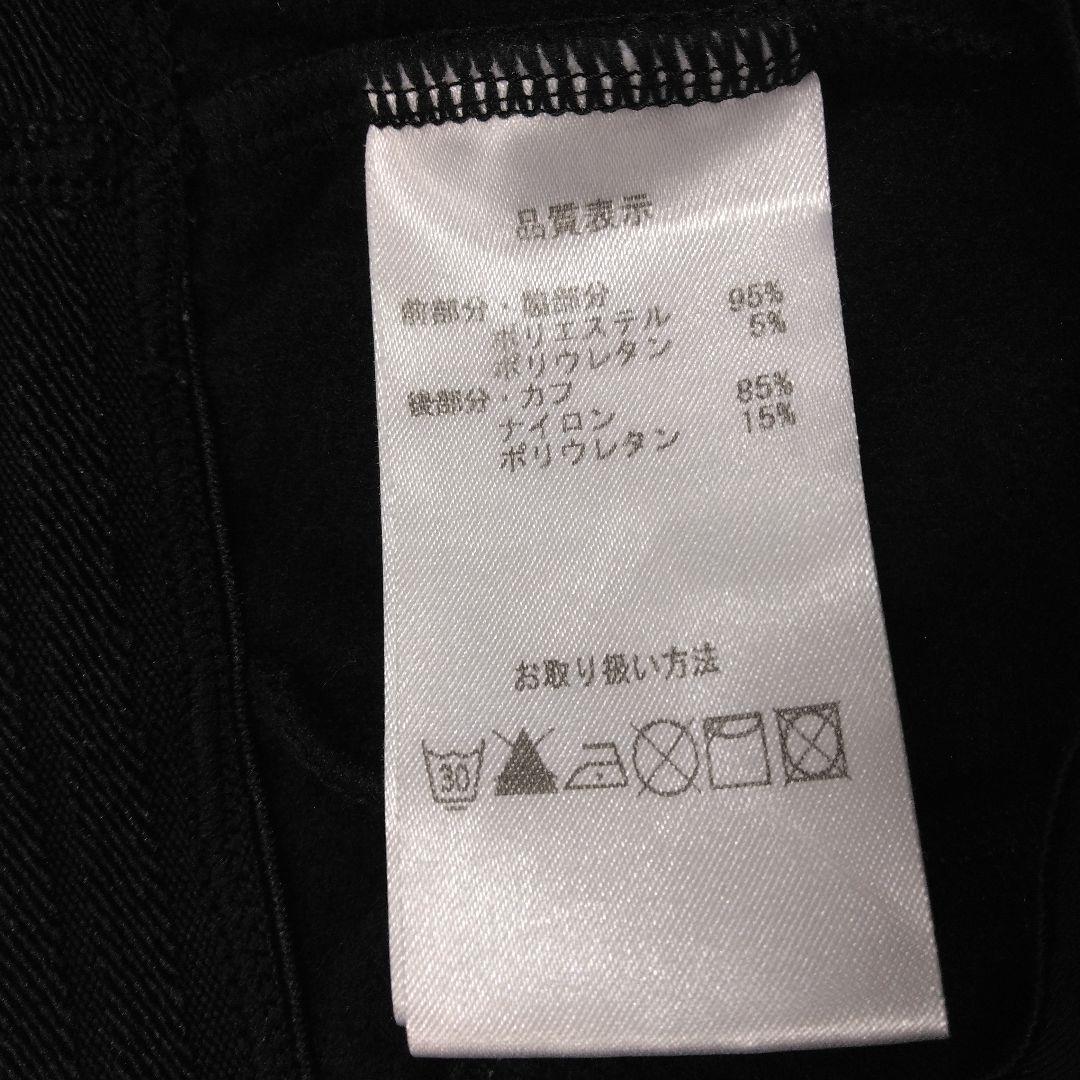 品質表示
前部分・脇部分
ポリエステル 95%
ポリウレタン 5%
後部分・カフ
ナイロン 85%
ポリウレタン 15%
お取り扱い方法
30